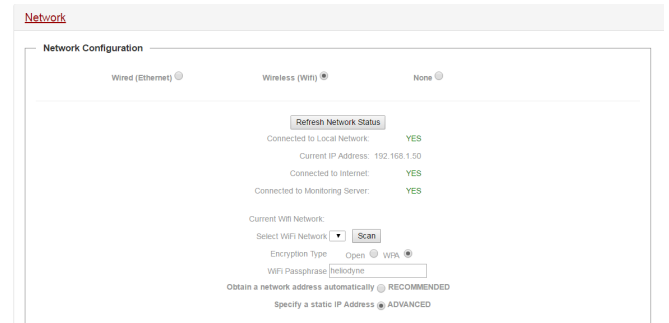 Network
Network Configuration
Wired (Ethernet) Wireless (Wifi) None
Refresh Network Status
Connected to Local Network: YES
Current IP Address: 192.168.1.50
Connected to Internet: YES
Connected to Monitoring Server: YES
Current Wifi Network:
Select WiFi Network Scan
Encryption Type Open WPA
WiFi Passphrase heliodyne
Obtain a network address automatically RECOMMENDED
Specify a static IP Address ADVANCED